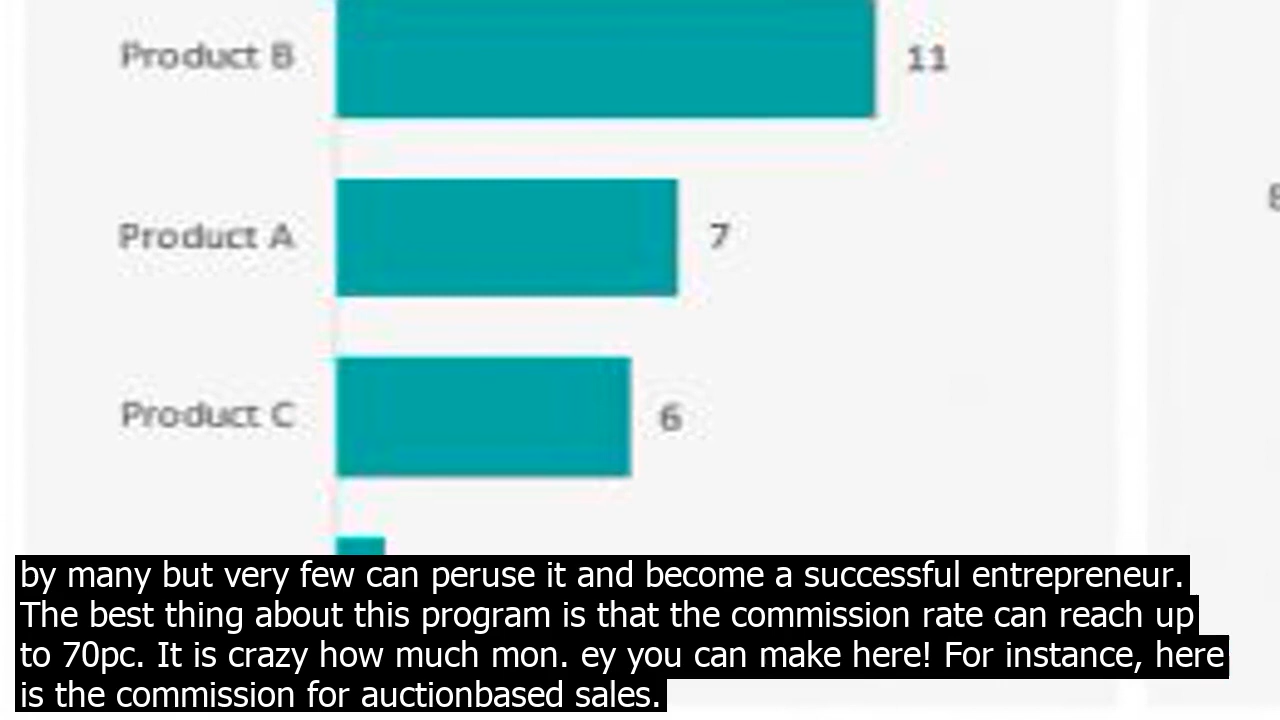 Product B 11
Product A 7
Product C 6
by many but very few can peruse it and become a successful entrepreneur.
The best thing about this program is that the commission rate can reach up
to 70pc. It is crazy how much mon. ey you can make here! For instance, here
is the commission for auctionbased sales.